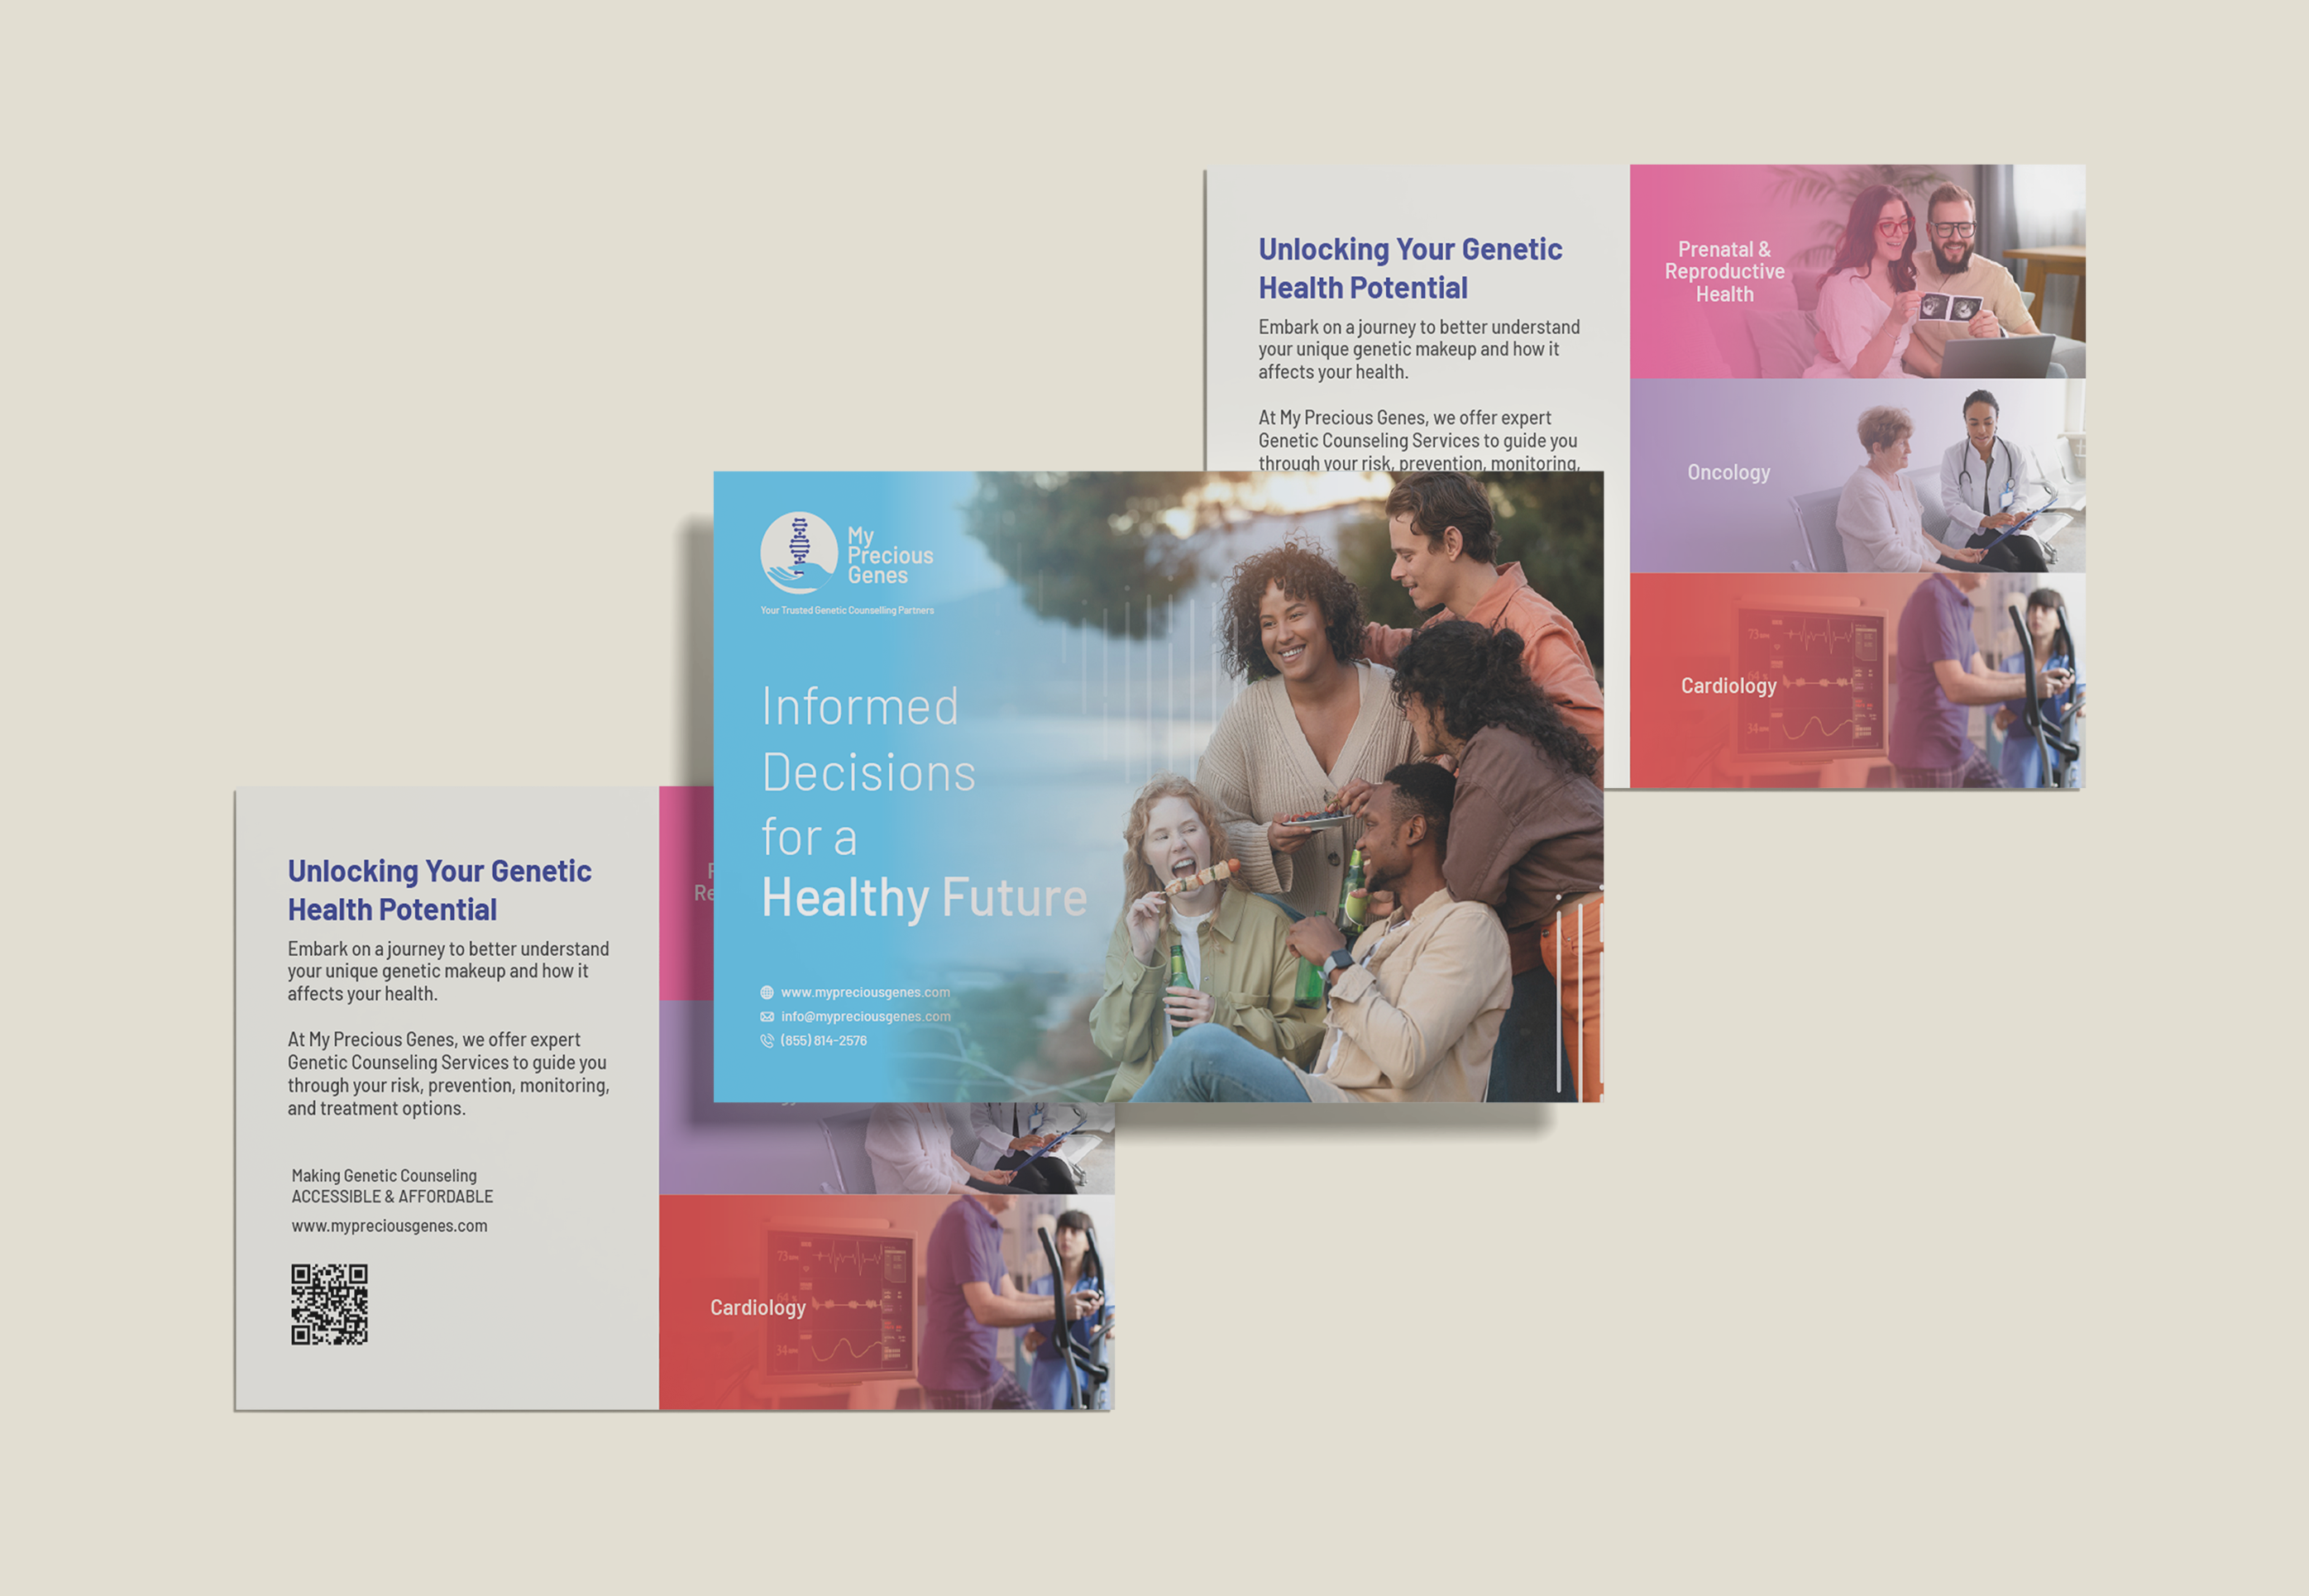 Unlocking Your Genetic
Health Potential
Embark on a journey to better understand
your unique genetic makeup and how it
affects your health.
At My Precious Genes, we offer expert
Genetic Counseling Services to guide you
through your risk, prevention, monitoring,
Prenatal &
Reproductive
Health
Oncology
73
64
34
Cardiology
My
Precious
Genes
Your Trusted Genetic Counselling Partners
Informed
Decisions
for a
Healthy Future
www.mypreciousgenes.com
info@mypreciousgenes.com
(855) 814-2576
Unlocking Your Genetic
Health Potential
Embark on a journey to better understand
your unique genetic makeup and how it
affects your health.
At My Precious Genes, we offer expert
Genetic Counseling Services to guide you
through your risk, prevention, monitoring,
and treatment options.
Making Genetic Counseling
ACCESSIBLE & AFFORDABLE
www.mypreciousgenes.com
73
64
34
Cardiology